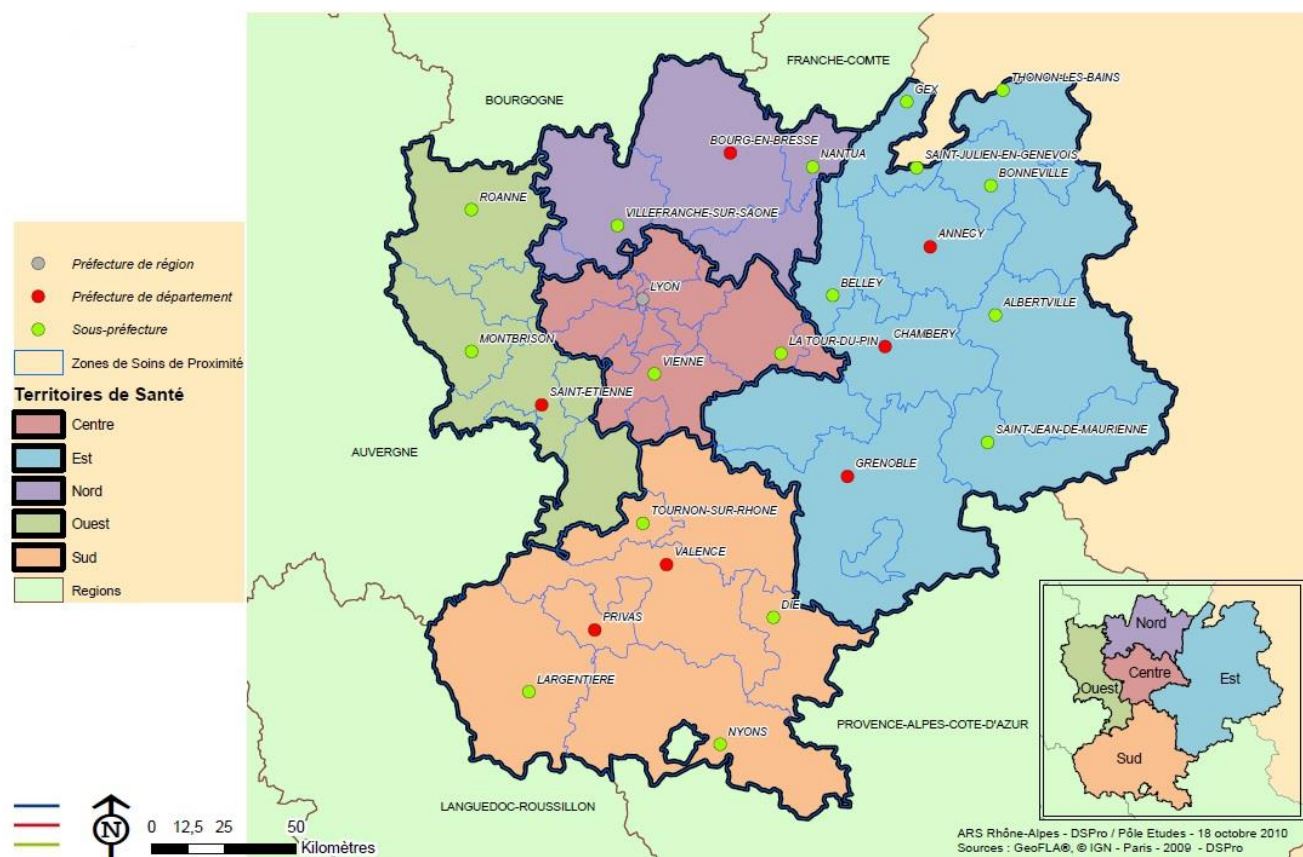 FRANCHE-COMTE
BOURGOGNE
THONON-LES-BAINS
GEX
BOURG-EN-BRESSE
NANTUA
SAINT-JULIEN-EN-GENEVOIS
BONNEVILLE
ROANNE
VILLEFRANCHE-SUR-SAONE
ANNECY
LYON
BELLEY
ALBERTVILLE
CHAMBERY
MONTBRISON
VIENNE
LA TOUR-DU-PIN
SAINT-ETIENNE
SAINT-JEAN-DE-MAURIENNE
AUVERGNE
GRENOBLE
TOURNON-SUR-RHONE
VALENCE
DIE
PRIVAS
LARGENTIERE
NYONS
PROVENCE-ALPES-COTE-D'AZUR
LANGUEDOC-ROUSSILLON
Préfecture de région
Préfecture de département
Sous-préfecture
Zones de Soins de Proximité
Territoires de Santé
Centre
Est
Nord
Ouest
Sud
Regions
N
0 12,5 25 50
Kilomètres
Nord
Centre
Est
Ouest
Sud
ARS Rhône-Alpes - DSPro / Pôle Etudes - 18 octobre 2010
Sources : GeoFLA®, © IGN - Paris - 2009 - DSPro